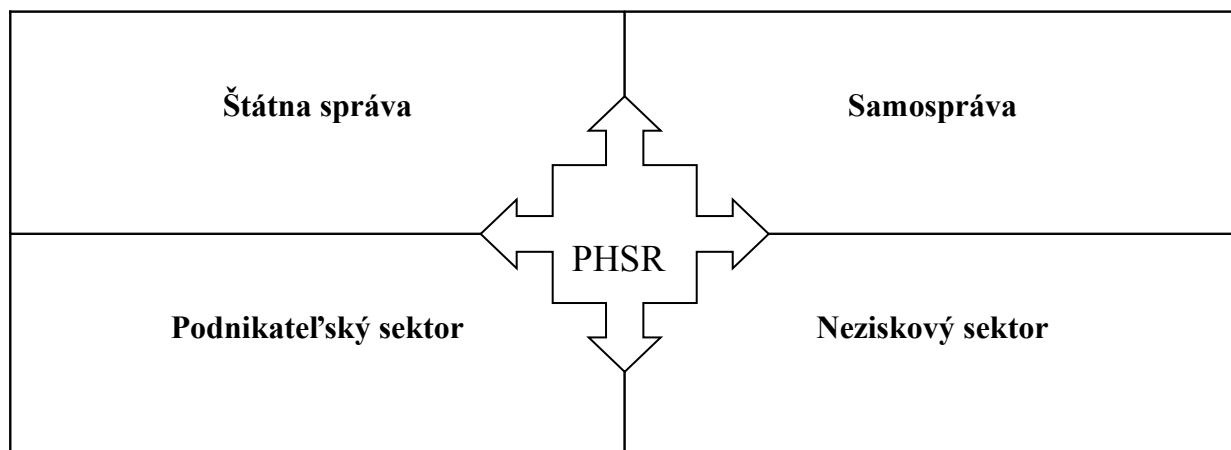 Štátna správa
Samospráva
PHSR
Podnikateľský sektor
Neziskový sektor